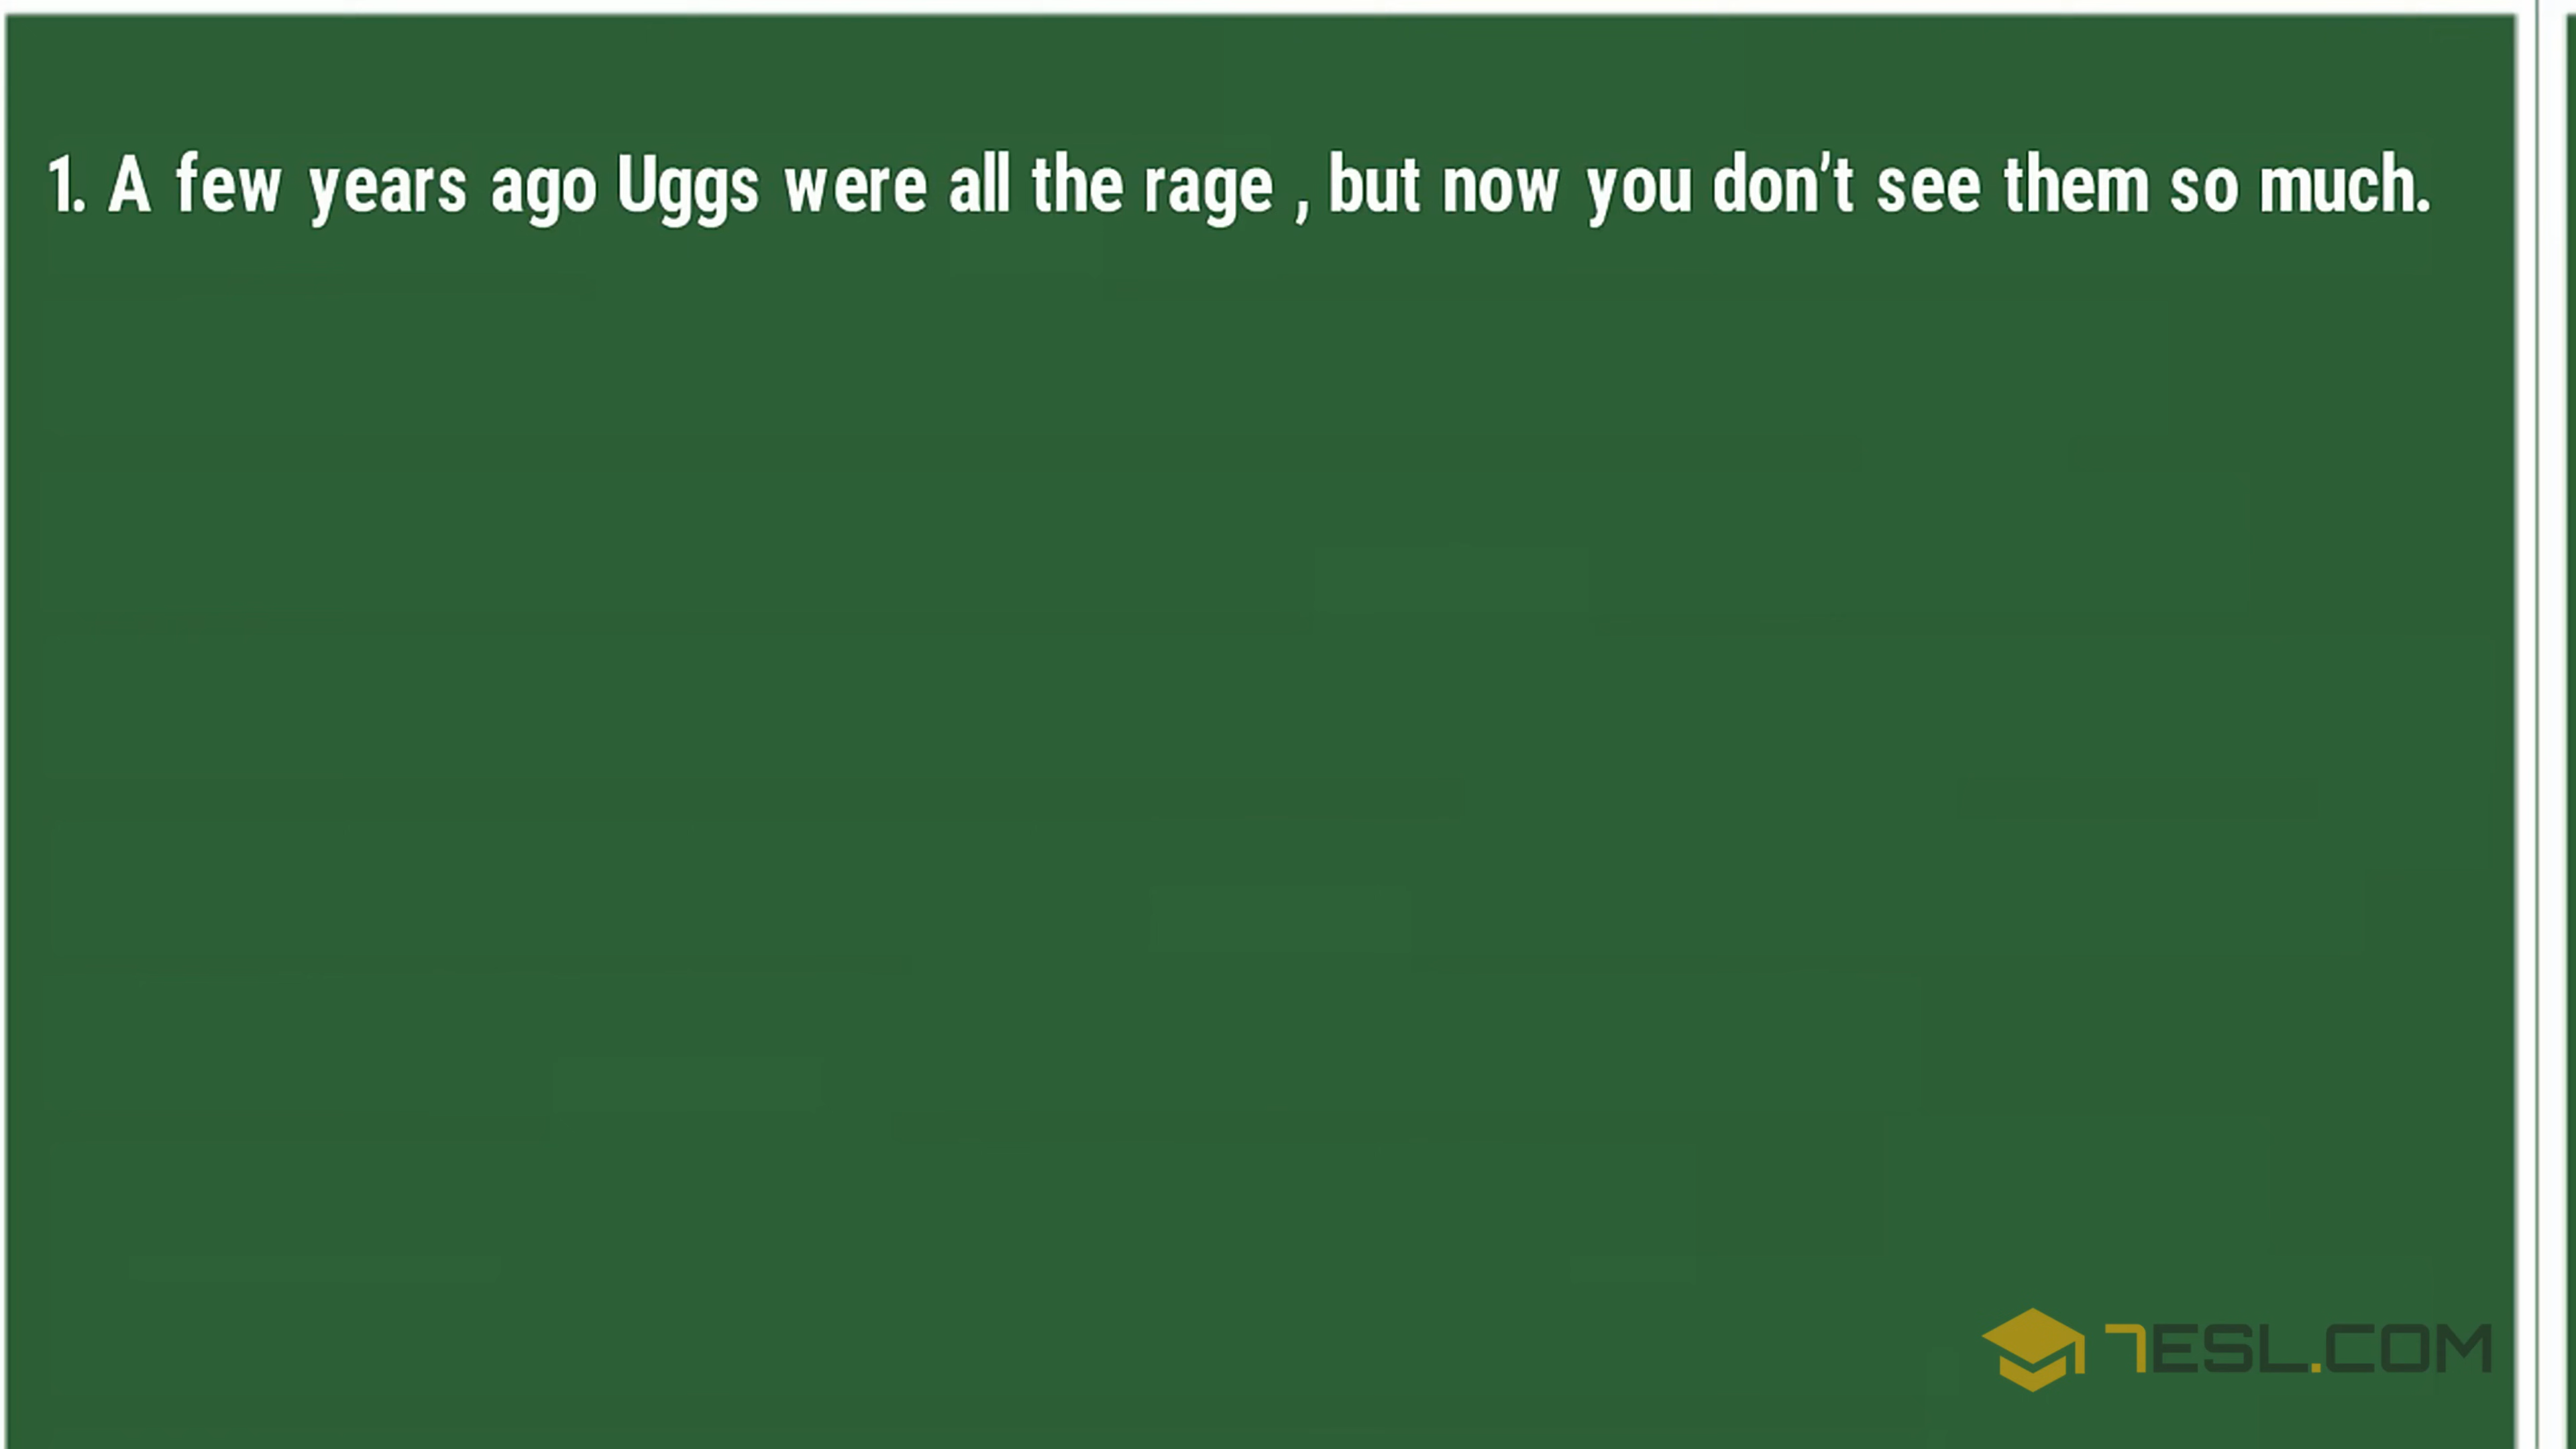 1. A few years ago Uggs were all the rage , but now you don’t see them so much.
7ESL.COM